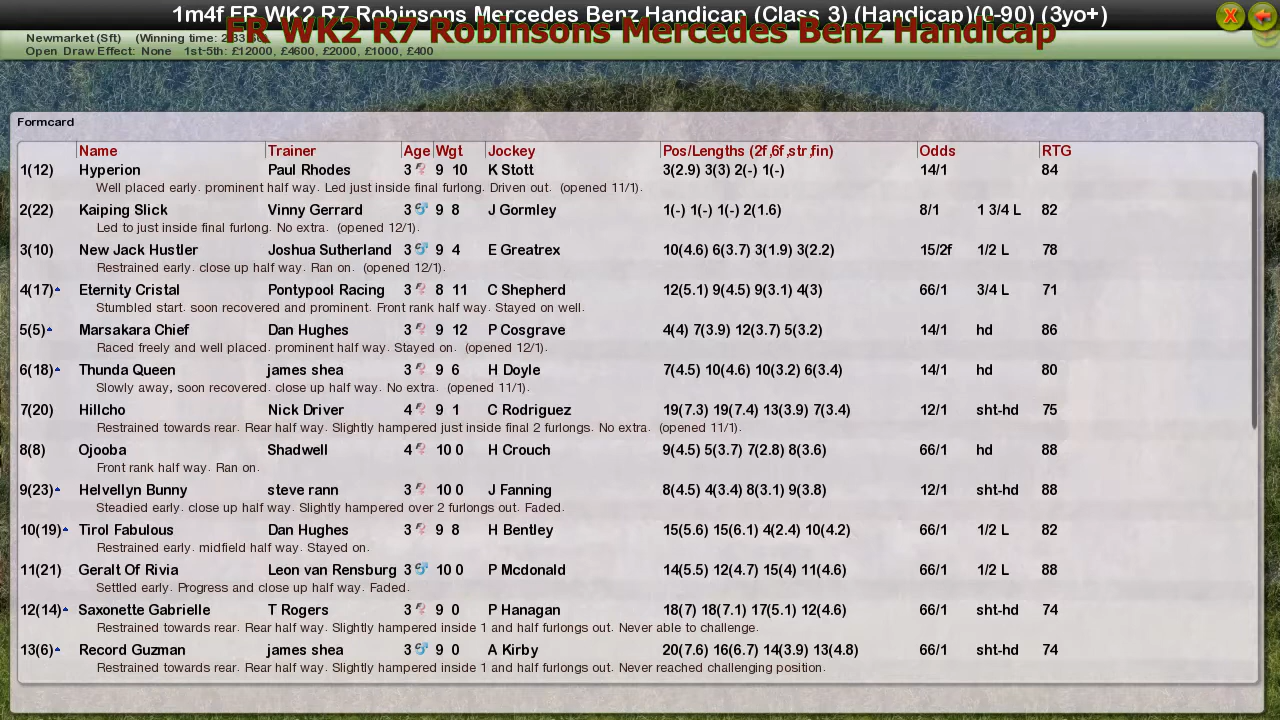 1m4f FR WK2 R7 Robinsons Mercedes Benz Handicap (Class 3) (Handicap)(0-90) (3yo+)
FR WK2 R7 Robinsons Mercedes Benz Handicap
Newmarket (Sft) (Winning time:
Open Draw Effect: None 1st-5th: £12000, £4600, £2000, £1000, £400
Formcard
Name Trainer Age Wgt Jockey Pos/Lengths (2f,6f,str,fin) Odds RTG
1(12) Hyperion Paul Rhodes 3 9 10 K Stott 3(2.9) 3(3) 2(-) 1(-) 14/1 84
Well placed early. prominent half way. Led just inside final furlong. Driven out. (opened 11/1).
2(22) Kaiping Slick Vinny Gerrard 3 9 8 J Gormley 1(-) 1(-) 1(-) 2(1.6) 8/1 1 3/4 L 82
Led to just inside final furlong. No extra. (opened 12/1).
3(10) New Jack Hustler Joshua Sutherland 3 9 4 E Greatrex 10(4.6) 6(3.7) 3(1.9) 3(2.2) 15/2f 1/2 L 78
Restrained early. close up half way. Ran on. (opened 12/1).
4(17) Eternity Cristal Pontypool Racing 3 8 11 C Shepherd 12(5.1) 9(4.5) 9(3.1) 4(3) 66/1 3/4 L 71
Stumbled start. soon recovered and prominent. Front rank half way. Stayed on well.
5(5) Marsakara Chief Dan Hughes 3 9 12 P Cosgrave 4(4) 7(3.9) 12(3.7) 5(3.2) 14/1 hd 86
Raced freely and well placed. prominent half way. Stayed on. (opened 12/1).
6(18) Thunda Queen james shea 3 9 6 H Doyle 7(4.5) 10(4.6) 10(3.2) 6(3.4) 14/1 hd 80
Slowly away, soon recovered. close up half way. No extra. (opened 11/1).
7(20) Hillcho Nick Driver 4 9 1 C Rodriguez 19(7.3) 19(7.4) 13(3.9) 7(3.4) 12/1 sht-hd 75
Restrained towards rear. Rear half way. Slightly hampered just inside final 2 furlongs. No extra. (opened 11/1).
8(8) Ojooba Shadwell 4 10 0 H Crouch 9(4.5) 5(3.7) 7(2.8) 8(3.6) 66/1 hd 88
Front rank half way. Ran on.
9(23) Helvellyn Bunny steve rann 3 10 0 J Fanning 8(4.5) 4(3.4) 8(3.1) 9(3.8) 12/1 sht-hd 88
Steadied early. close up half way. Slightly hampered over 2 furlongs out. Faded.
10(19) Tirol Fabulous Dan Hughes 3 9 8 H Bentley 15(5.6) 15(6.1) 4(2.4) 10(4.2) 66/1 1/2 L 82
Restrained early. midfield half way. Stayed on.
11(21) Geralt Of Rivia Leon van Rensburg 3 10 0 P Mcdonald 14(5.5) 12(4.7) 15(4) 11(4.6) 66/1 1/2 L 88
Settled early. Progress and close up half way. Faded.
12(14) Saxonette Gabrielle T Rogers 3 9 0 P Hanagan 18(7) 18(7.1) 17(5.1) 12(4.6) 66/1 sht-hd 74
Restrained towards rear. Rear half way. Slightly hampered inside 1 and half furlongs out. Never able to challenge.
13(6) Record Guzman james shea 3 9 0 A Kirby 20(7.6) 16(6.7) 14(3.9) 13(4.8) 66/1 sht-hd 74
Restrained towards rear. Rear half way. Slightly hampered inside 1 and half furlongs out. Never reached challenging position.